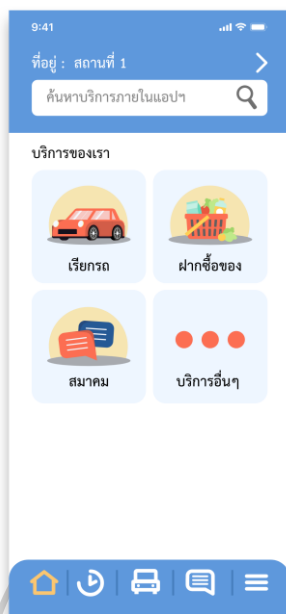 9:41
ที่อยู่ : สถานที่ 1
ค้นหาบริการภายในแอปฯ
บริการของเรา
เรียกรถ
ฝากซื้อของ
สมาคม
บริการอื่นๆ